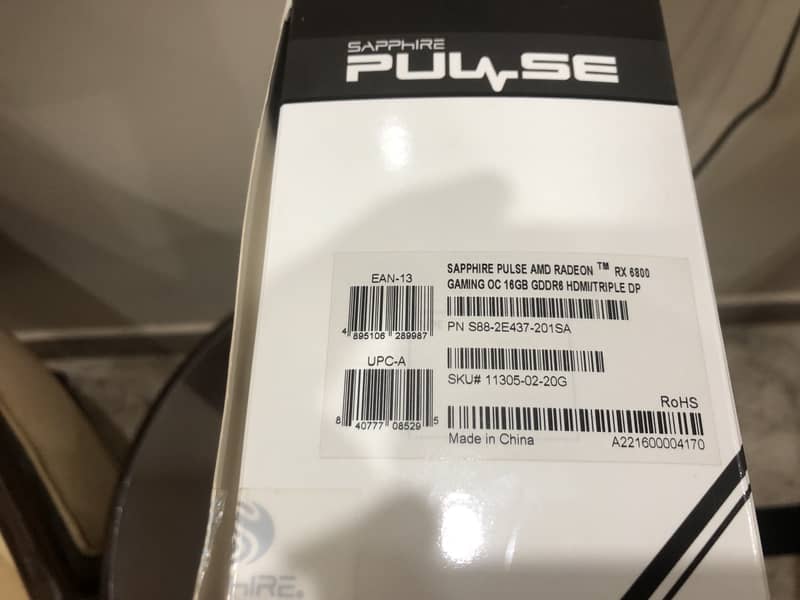 SAPPHIRE
PULSE
SAPPHIRE PULSE AMD RADEON ™ RX 6800
GAMING OC 16GB GDDR6 HDMI/TRIPLE DP
EAN-13
4 895106 289987
PN S88-2E437-201SA
UPC-A
SKU# 11305-02-20G
8 40777 08529 5
RoHS
Made in China
A221600004170
PHIRE.